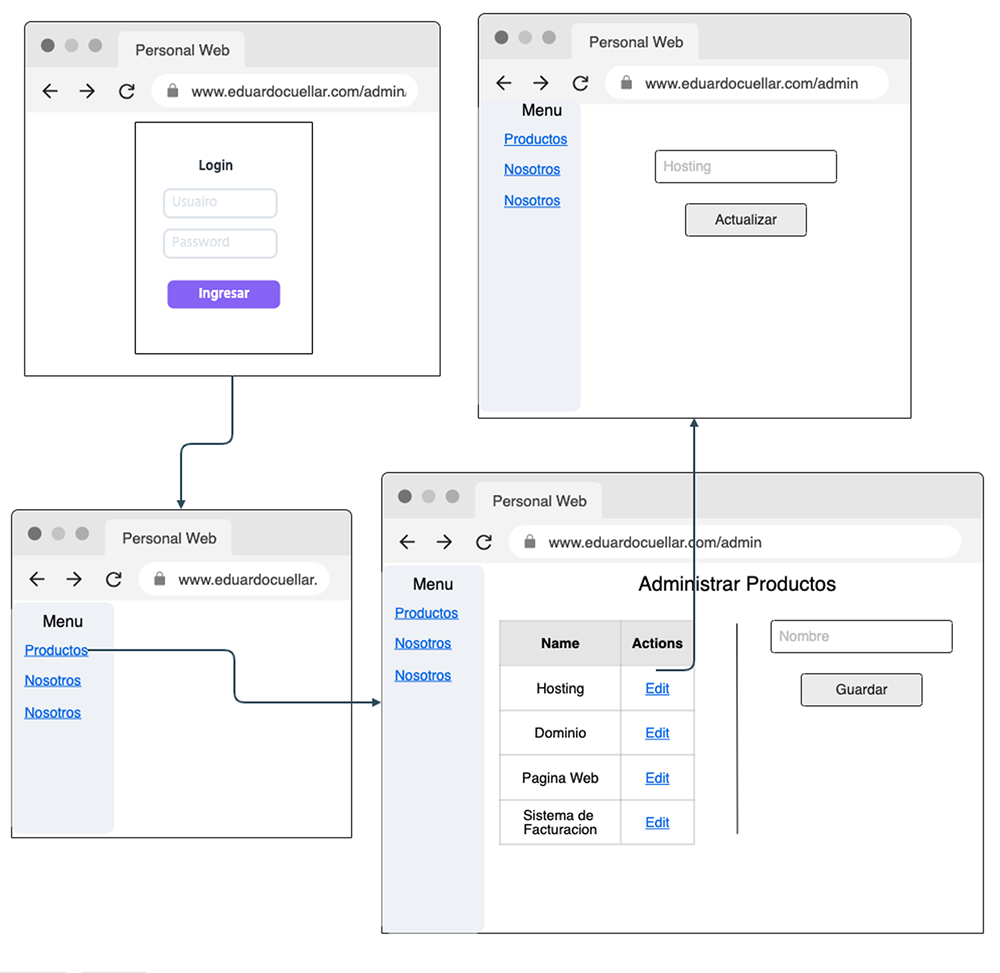 Personal Web
www.eduardocuellar.com/admin
Login
Usuairo
Password
Ingresar
Personal Web
www.eduardocuellar.com/admin
Menu
Productos
Nosotros
Nosotros
Hosting
Actualizar
Personal Web
www.eduardocuellar.
Menu
Productos
Nosotros
Nosotros
Personal Web
www.eduardocuellar.com/admin
Menu
Productos
Nosotros
Nosotros
Administrar Productos
Name Actions
Hosting Edit
Dominio Edit
Pagina Web Edit
Sistema de
Facturacion Edit
Nombre
Guardar